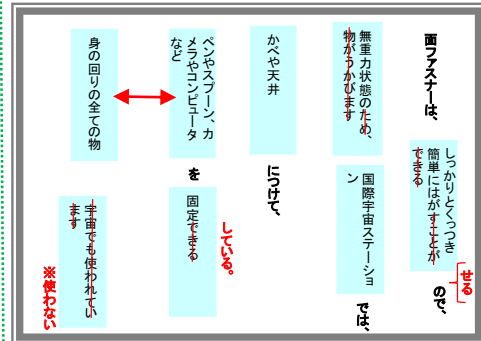 面ファスナーは、
しっかりとくっつき
簡単にはがすことが
できる
せる
ので、
無重力状態のため、
物がうかびます
国際宇宙ステーショ
ン
では、
かべや天井
につけて、
ペンやスプーン、カ
メラやコンピュータ
など
を
固定できる
している。
身の回りの全ての物
宇宙でも使われてい
ます
※使わない